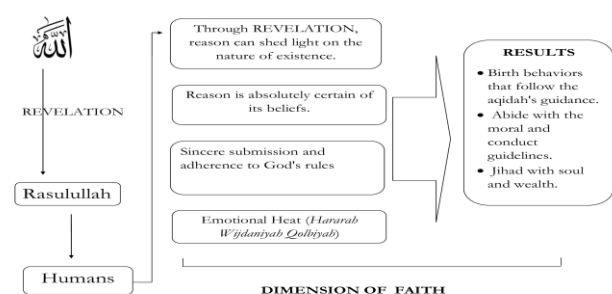 الله
REVELATION
Rasulullah
Humans
Through REVELATION,
reason can shed light on
the nature of existence.
Reason is absolutely certain of
its beliefs.
Sincere submission and
adherence to God's rules
Emotional Heat (Hararah
Wijdaniyah Qolbiyah)
RESULTS
• Birth behaviors
that follow the
aqidah's guidance.
• Abide with the
moral and
conduct
guidelines.
• Jihad with soul
and wealth.
DIMENSION OF FAITH